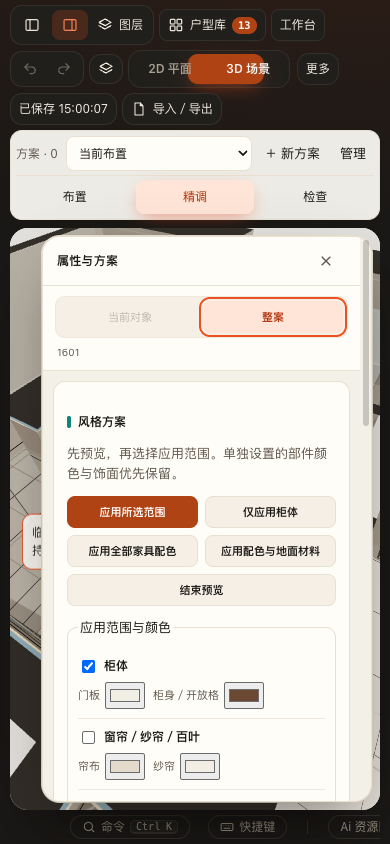 图层 户型库 13 工作台
2D 平面 3D 场景 更多
已保存 15:00:07 导入 / 导出
方案 · 0 当前布置 ＋ 新方案 管理
布置 精调 检查
属性与方案
当前对象 整案
1601
风格方案
先预览，再选择应用范围。单独设置的部件颜
色与饰面优先保留。
应用所选范围 仅应用柜体
应用全部家具配色 应用配色与地面材料
结束预览
应用范围与颜色
柜体
门板 柜身 / 开放格
窗帘 / 纱帘 / 百叶
帘布 纱帘
命令 Ctrl K 快捷键 Ai 资源